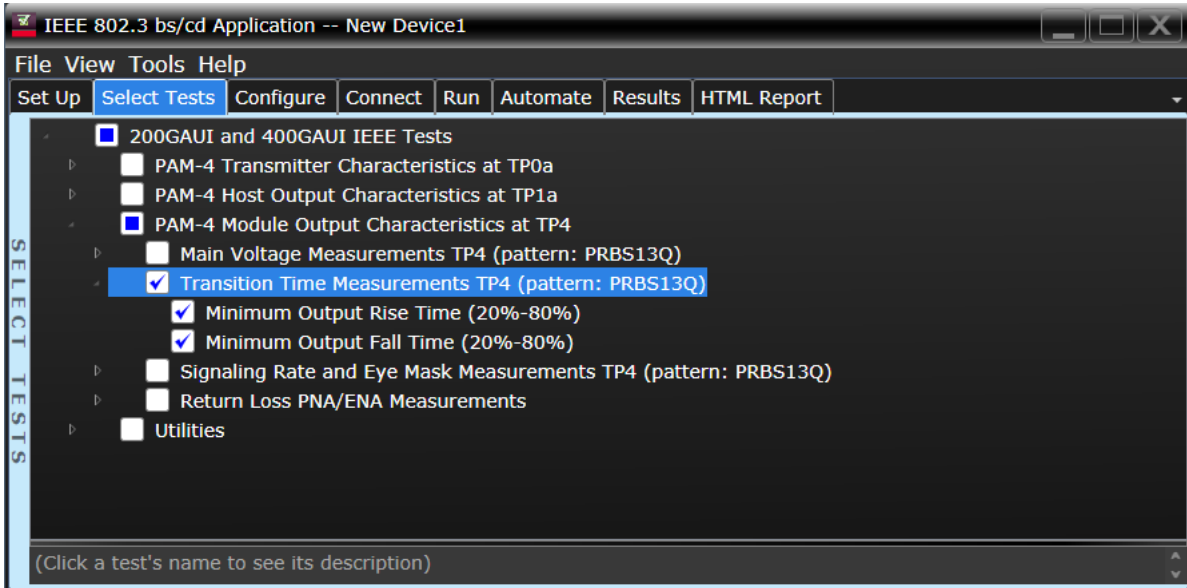 IEEE 802.3 bs/cd Application -- New Device1
File View Tools Help
Set Up Select Tests Configure Connect Run Automate Results HTML Report
200GAUI and 400GAUI IEEE Tests
PAM-4 Transmitter Characteristics at TP0a
PAM-4 Host Output Characteristics at TP1a
PAM-4 Module Output Characteristics at TP4
Main Voltage Measurements TP4 (pattern: PRBS13Q)
Transition Time Measurements TP4 (pattern: PRBS13Q)
Minimum Output Rise Time (20%-80%)
Minimum Output Fall Time (20%-80%)
Signaling Rate and Eye Mask Measurements TP4 (pattern: PRBS13Q)
Return Loss PNA/ENA Measurements
Utilities
SELECT TESTS
(Click a test's name to see its description)